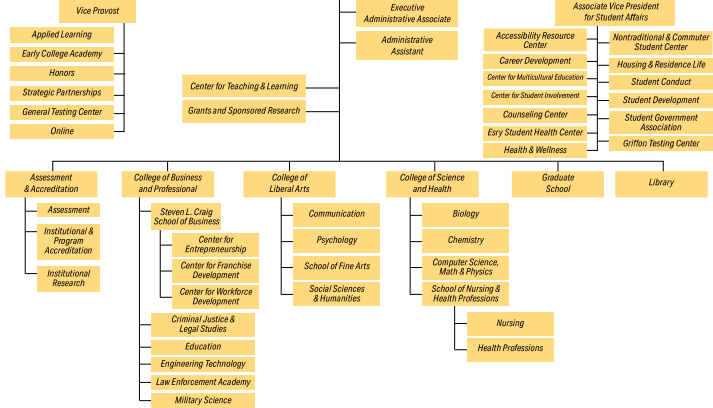 Vice Provost
Applied Learning
Early College Academy
Honors
Strategic Partnerships
General Testing Center
Online
Executive
Administrative Associate
Administrative
Assistant
Center for Teaching & Learning
Grants and Sponsored Research
Associate Vice President
for Student Affairs
Accessibility Resource
Center
Career Development
Center for Multicultural Education
Center for Student Involvement
Counseling Center
Esry Student Health Center
Health & Wellness
Nontraditional & Commuter
Student Center
Housing & Residence Life
Student Conduct
Student Development
Student Government
Association
Griffon Testing Center
Assessment
& Accreditation
Assessment
Institutional &
Program
Accreditation
Institutional
Research
College of Business
and Professional
Steven L. Craig
School of Business
Center for
Entrepreneurship
Center for Franchise
Development
Center for Workforce
Development
Criminal Justice &
Legal Studies
Education
Engineering Technology
Law Enforcement Academy
Military Science
College of
Liberal Arts
Communication
Psychology
School of Fine Arts
Social Sciences
& Humanities
College of Science
and Health
Biology
Chemistry
Computer Science,
Math & Physics
School of Nursing &
Health Professions
Nursing
Health Professions
Graduate
School
Library